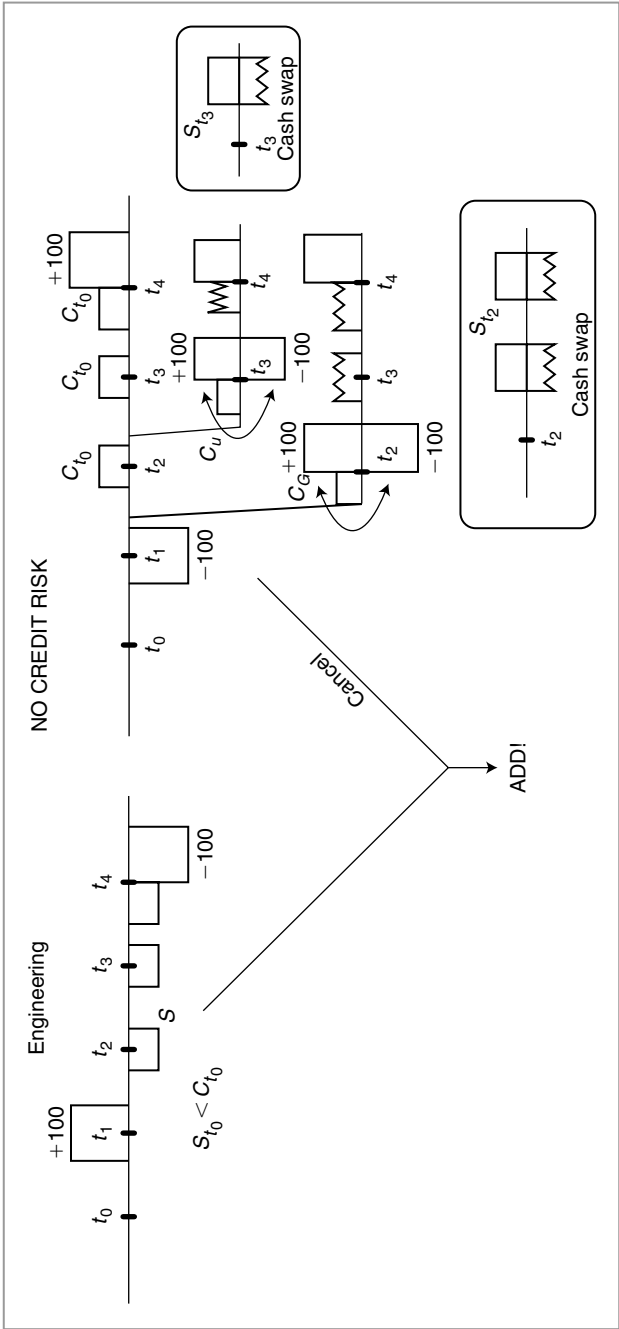 Engineering
+100
t0
t1
t2
t3
t4
S
−100
St0 < Ct0
NO CREDIT RISK
+100
Ct0
Ct0
Ct0
t0
t1
t2
t3
t4
−100
+100
Cu
t3
t4
−100
+100
CG
t2
t3
t4
−100
St3
t3
Cash swap
St2
t2
Cash swap
Cancel
ADD!